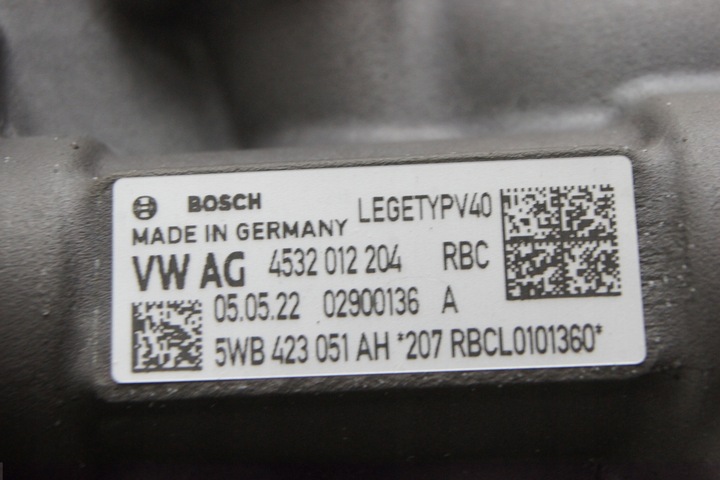 BOSCH LEGETYPV40
MADE IN GERMANY
VW AG 4532 012 204 RBC
05.05.22 02900136 A
5WB 423 051 AH *207 RBCL0101360*